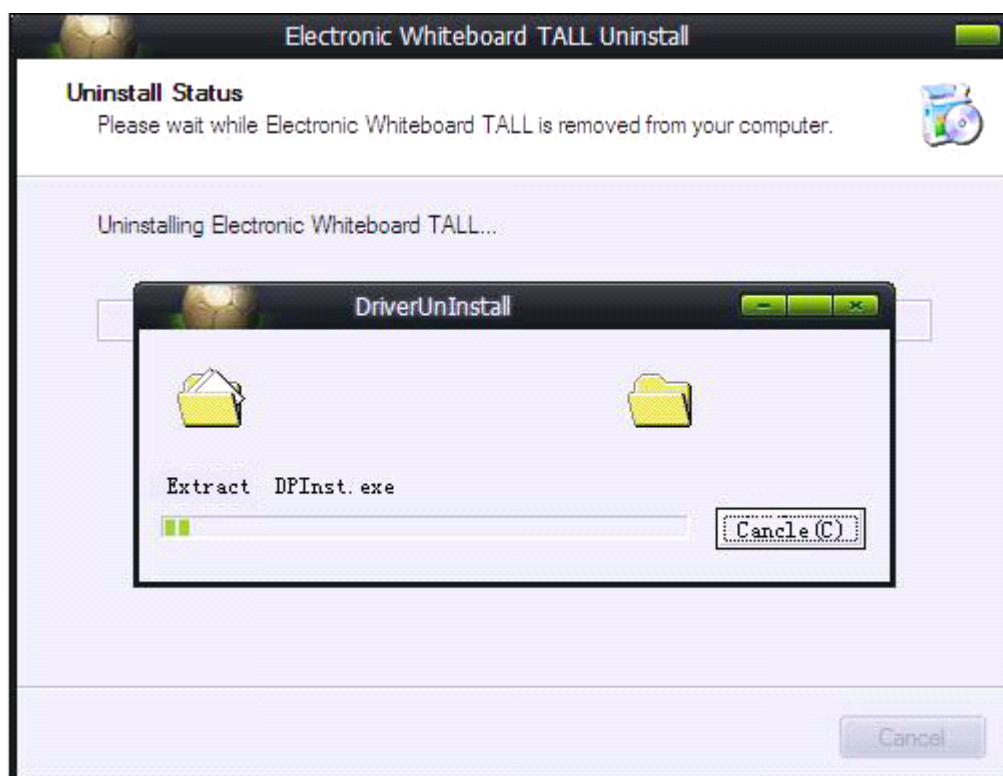 Electronic Whiteboard TALL Uninstall
Uninstall Status
Please wait while Electronic Whiteboard TALL is removed from your computer.
Uninstalling Electronic Whiteboard TALL...
DriverUnInstall
Extract DPInst.exe
Cancle(C)
Cancel